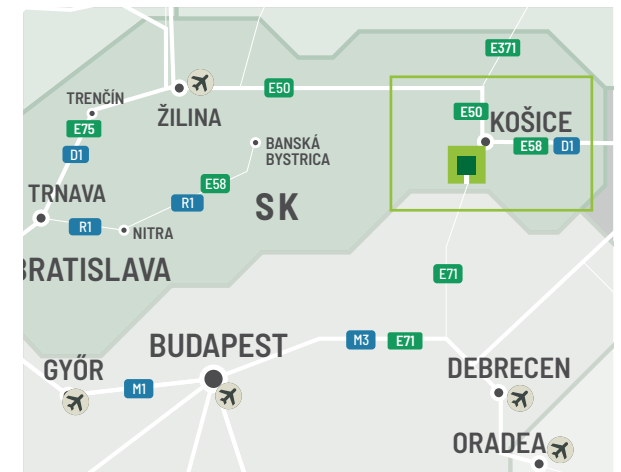 E371
TRENČÍN
ŽILINA
E50
E50
KOŠICE
E75
D1
BANSKÁ
BYSTRICA
E58
D1
E58
TRNAVA
R1
SK
R1
NITRA
BRATISLAVA
E71
BUDAPEST
M3
E71
GYŐR
M1
DEBRECEN
ORADEA